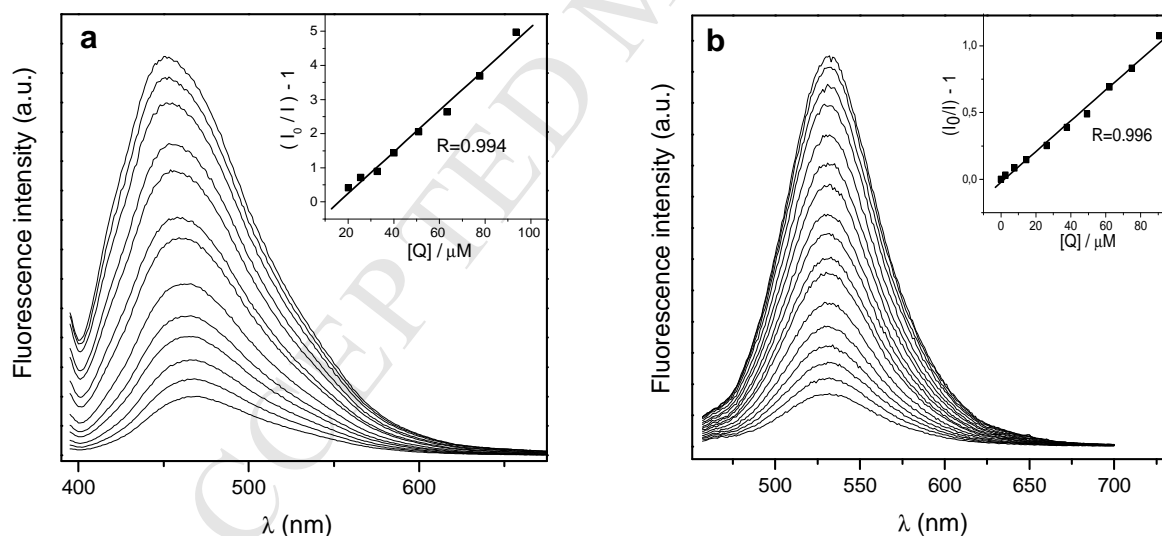 a
Fluorescence intensity (a.u.)
400 500 600
λ (nm)
( I 0 / I ) - 1
0 1 2 3 4 5
R=0.994
20 40 60 80 100
[Q] / μM
b
Fluorescence intensity (a.u.)
500 550 600 650 700
λ (nm)
(I0/I) - 1
0,0 0,5 1,0
R=0.996
0 20 40 60 80
[Q] / μM
CCEPTED M